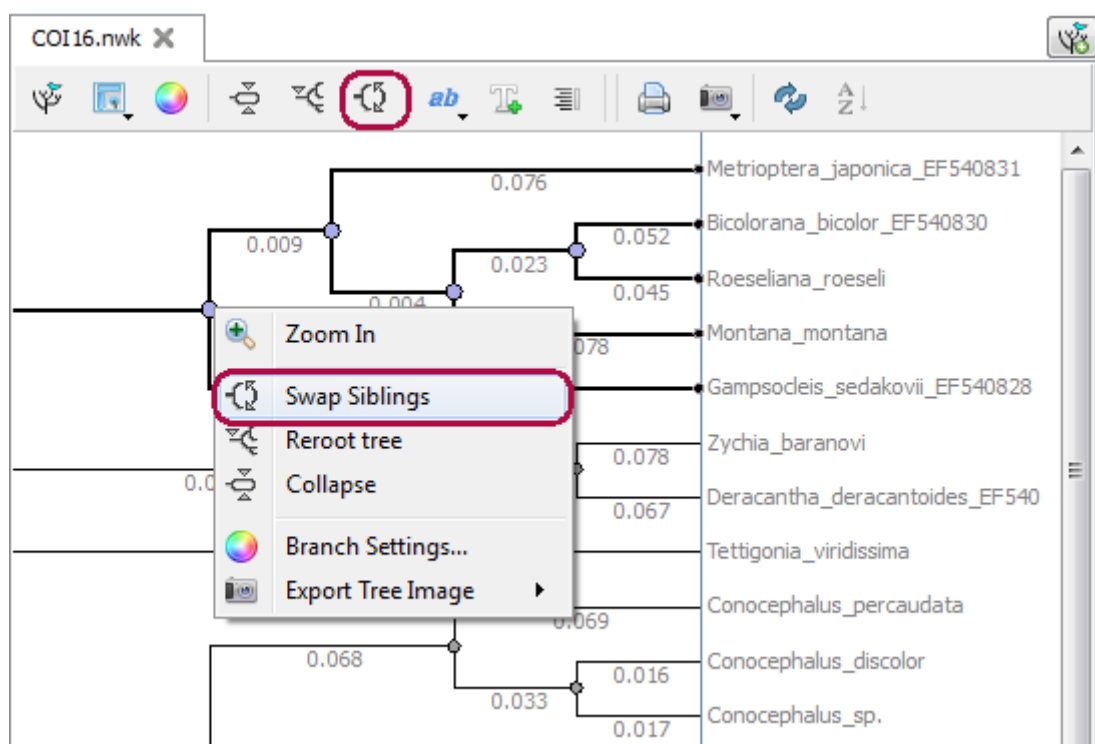 COI16.nwk
ab
A
Z
Metrioptera_japonica_EF540831
0.076
Bicolorana_bicolor_EF540830
0.052
0.009
0.023
Roeseliana_roeseli
0.045
0.004
Zoom In
Montana_montana
078
Swap Siblings
Gampsocleis_sedakovii_EF540828
Reroot tree
Zychia_baranovi
0.078
0.0
Collapse
Deracantha_deracantoides_EF540
0.067
Branch Settings...
Tettigonia_viridissima
Export Tree Image
Conocephalus_percaudata
0.069
0.068
Conocephalus_discolor
0.016
0.033
Conocephalus_sp.
0.017